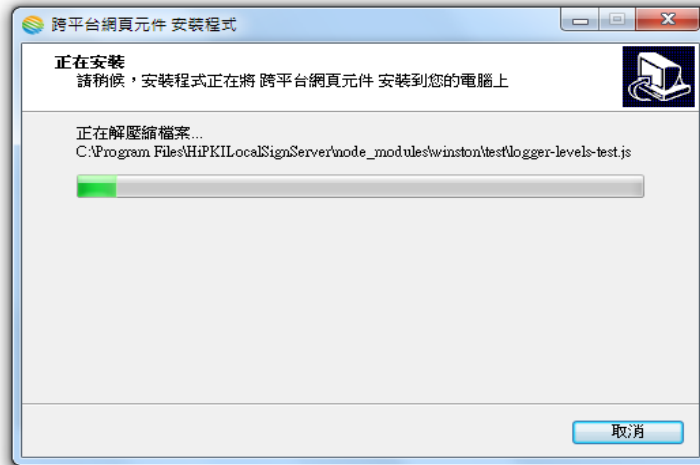 跨平台網頁元件 安裝程式
正在安裝
請稍候，安裝程式正在將 跨平台網頁元件 安裝到您的電腦上
正在解壓縮檔案...
C:\Program Files\HiPKILocalSignServer\node_modules\winston\test\logger-levels-test.js
取消